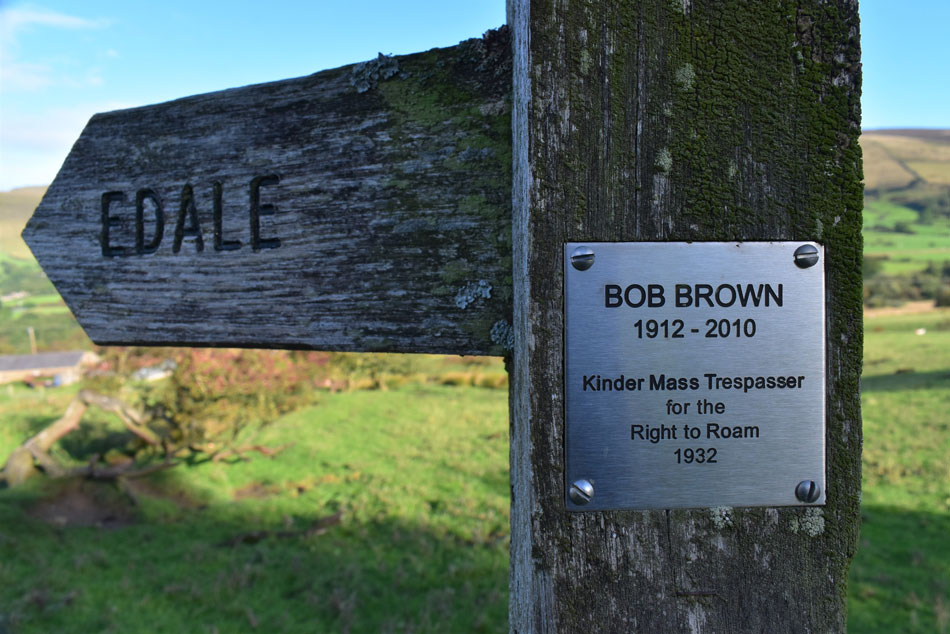 EDALE
BOB BROWN
1912 - 2010
Kinder Mass Trespasser
for the
Right to Roam
1932